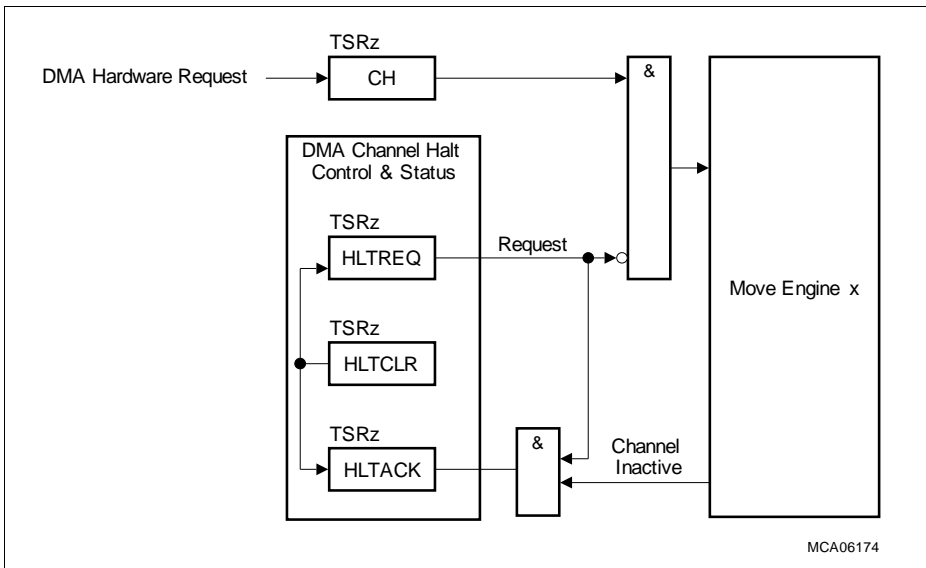 TSRz
DMA Hardware Request
CH
&
DMA Channel Halt
Control & Status
TSRz
HLTREQ
Request
Move Engine x
TSRz
HLTCLR
TSRz
HLTACK
&
Channel
Inactive
MCA06174